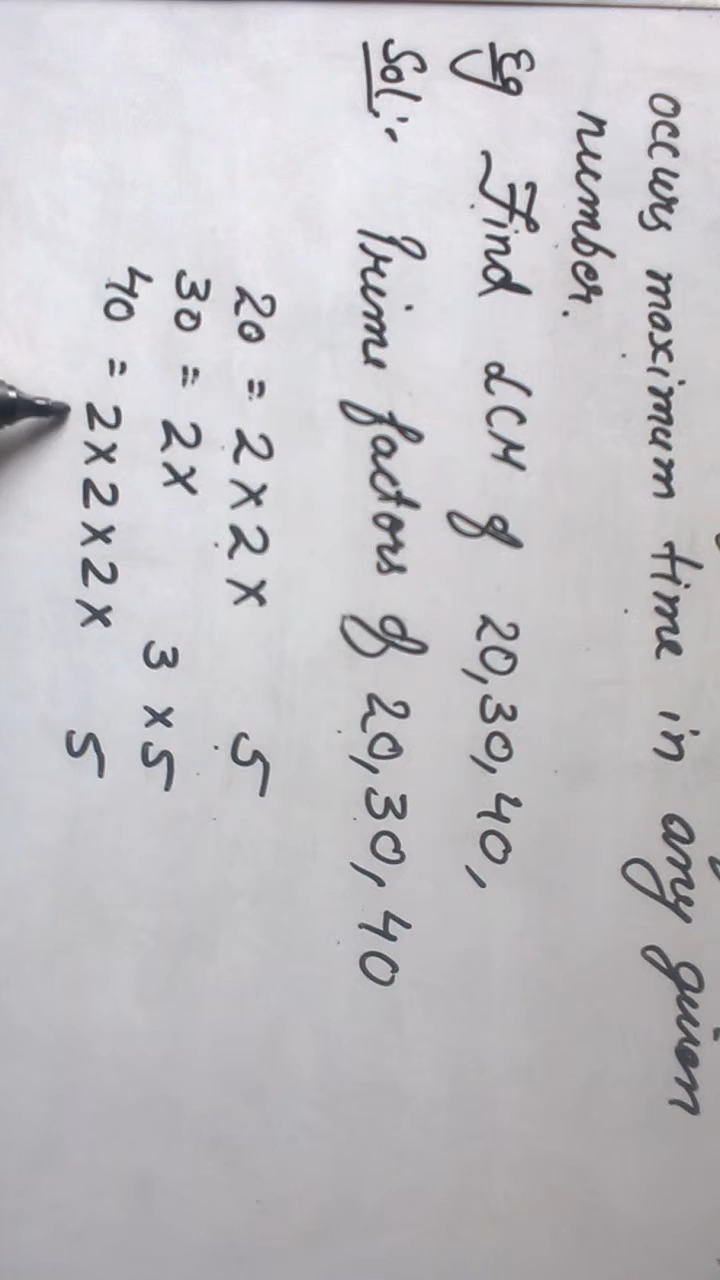 occurs maximum time in any given
number.
Eg Find LCM of 20,30,40,
Sol:- Prime factors of 20,30,40
20 = 2 x 2 x 5
30 = 2 x 3 x 5
40 = 2 x 2 x 2 x 5